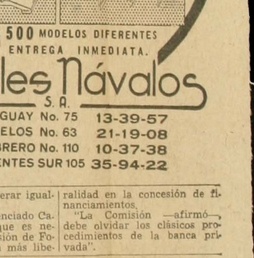 500 MODELOS DIFERENTES
ENTREGA INMEDIATA.
les Návalos
S. A.
GUAY No. 75 13-39-57
ELOS No. 63 21-19-08
BRERO No. 110 10-37-38
ENTES SUR 105 35-94-22
erar igual-
enciado Ca-
que es ne-
sión de Fo-
a más libe-
ralidad en la concesión de fi-
nanciamientos.
"La Comisión —afirmó—,
debe olvidar los clásicos pro-
cedimientos de la banca pri-
vada".